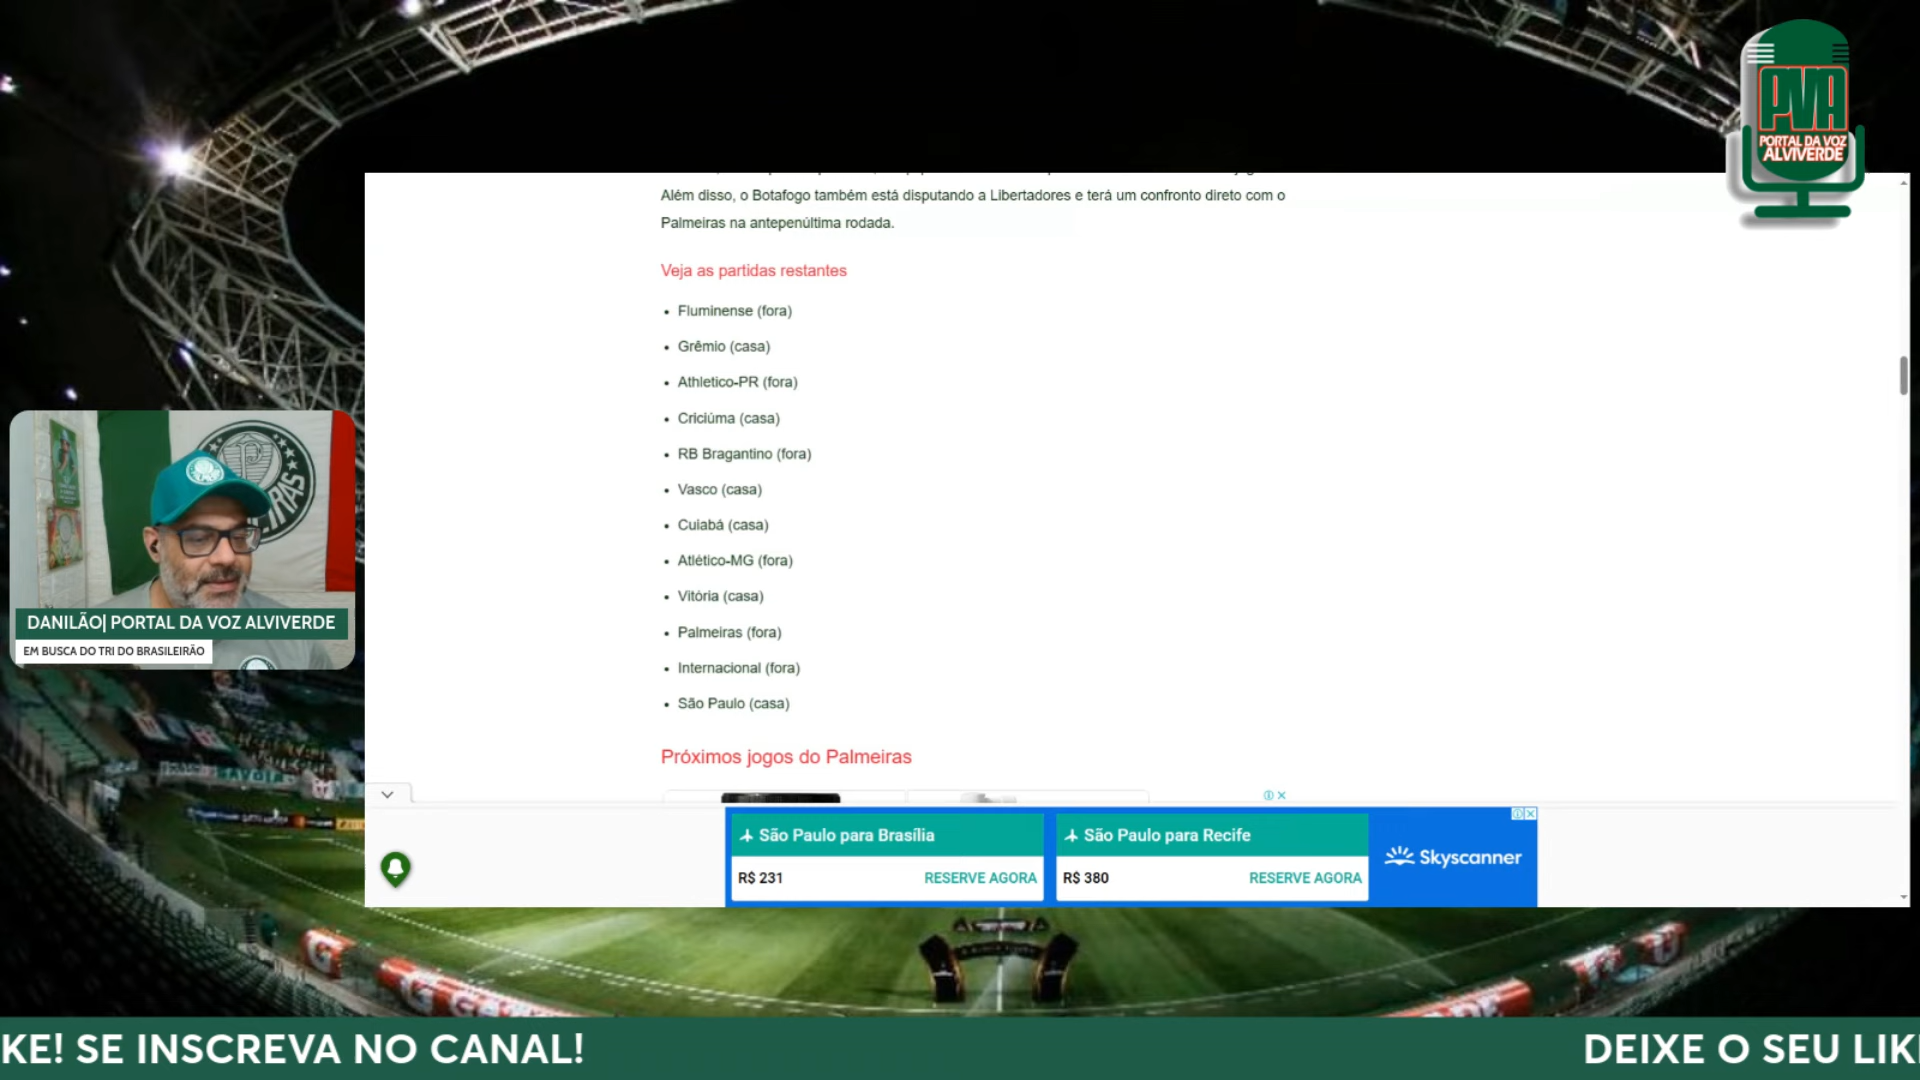 PVA
PORTAL DA VOZ
ALVIVERDE
Além disso, o Botafogo também está disputando a Libertadores e terá um confronto direto com o
Palmeiras na antepenúltima rodada.
Veja as partidas restantes
• Fluminense (fora)
• Grêmio (casa)
• Athletico-PR (fora)
• Criciúma (casa)
• RB Bragantino (fora)
• Vasco (casa)
• Cuiabá (casa)
• Atlético-MG (fora)
• Vitória (casa)
• Palmeiras (fora)
• Internacional (fora)
• São Paulo (casa)
Próximos jogos do Palmeiras
DANILÃO| PORTAL DA VOZ ALVIVERDE
EM BUSCA DO TRI DO BRASILEIRÃO
São Paulo para Brasília
R$ 231
RESERVE AGORA
São Paulo para Recife
R$ 380
RESERVE AGORA
Skyscanner
KE! SE INSCREVA NO CANAL!
DEIXE O SEU LIK